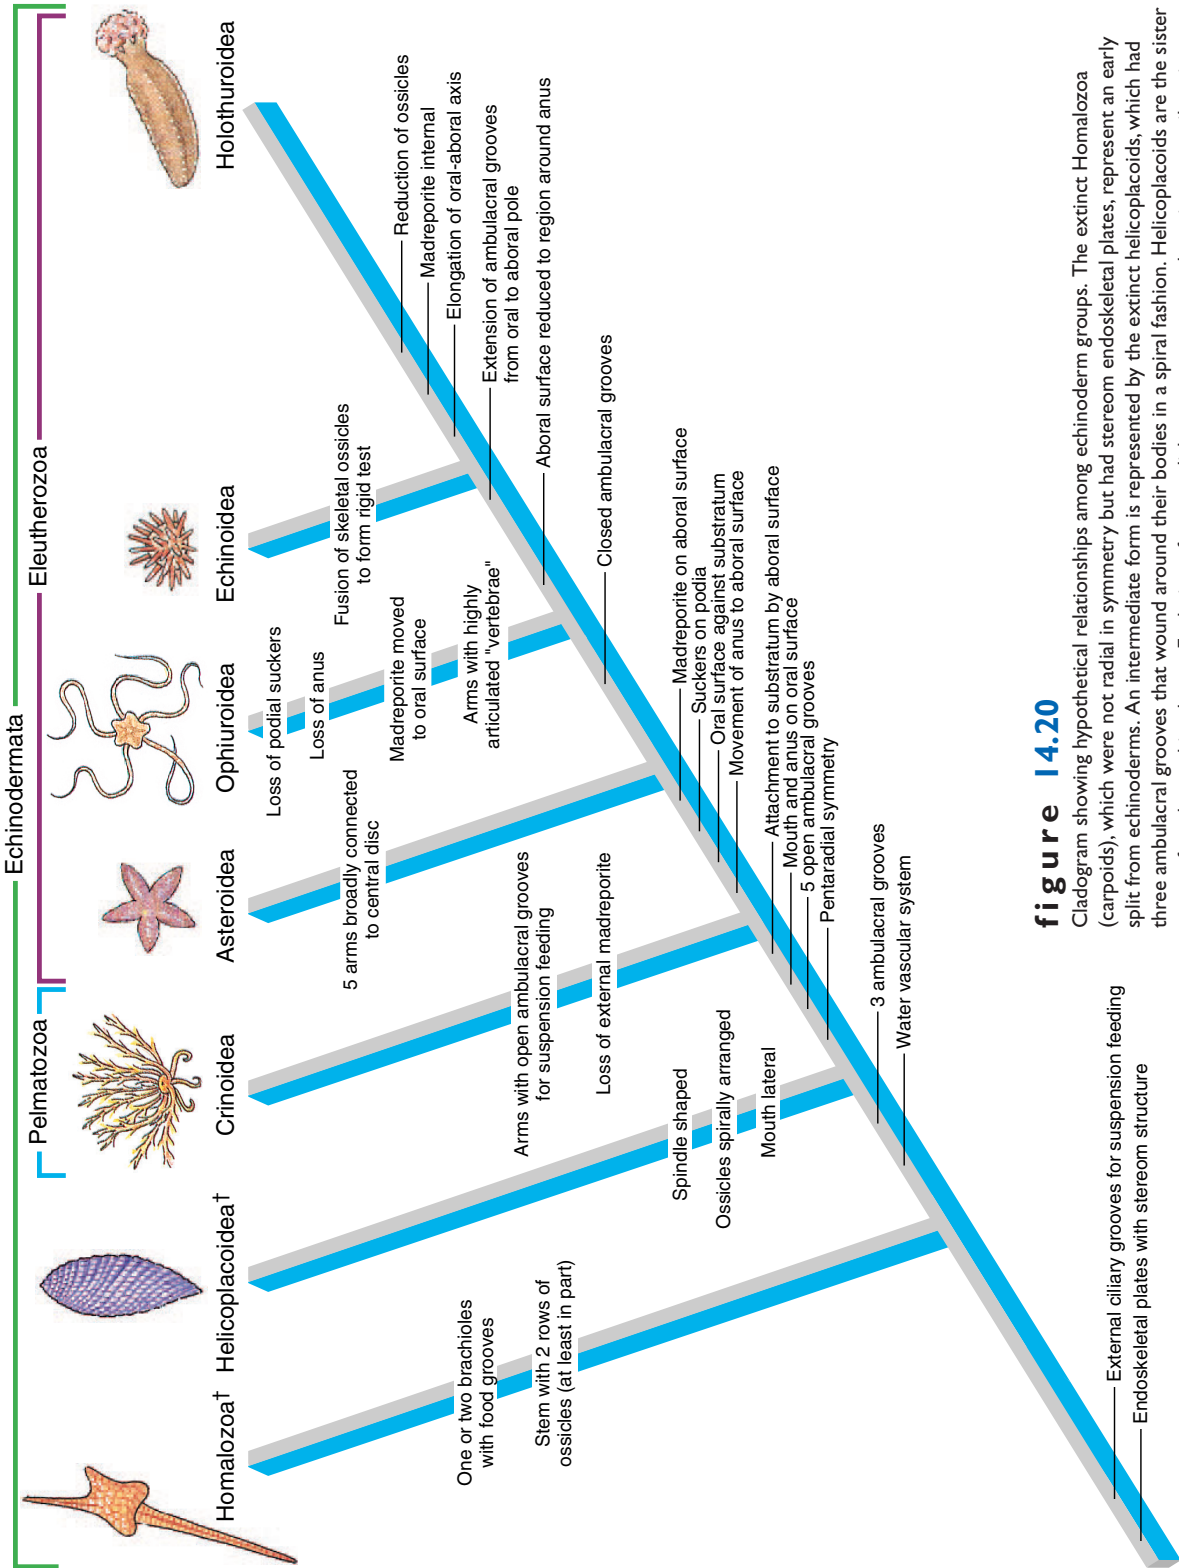 Echinodermata
Pelmatozoa
Eleutherozoa
Homalozoa†
Helicoplacoidea†
Crinoidea
Asteroidea
Ophiuroidea
Echinoidea
Holothuroidea
One or two brachioles
with food grooves
Stem with 2 rows of
ossicles (at least in part)
Spindle shaped
Ossicles spirally arranged
Mouth lateral
Arms with open ambulacral grooves
for suspension feeding
Loss of external madreporite
5 arms broadly connected
to central disc
Loss of podial suckers
Loss of anus
Madreporite moved
to oral surface
Arms with highly
articulated "vertebrae"
Fusion of skeletal ossicles
to form rigid test
Reduction of ossicles
Madreporite internal
Elongation of oral-aboral axis
Extension of ambulacral grooves
from oral to aboral pole
Aboral surface reduced to region around anus
Closed ambulacral grooves
Madreporite on aboral surface
Suckers on podia
Oral surface against substratum
Movement of anus to aboral surface
Attachment to substratum by aboral surface
Mouth and anus on oral surface
5 open ambulacral grooves
Pentaradial symmetry
3 ambulacral grooves
Water vascular system
External ciliary grooves for suspension feeding
Endoskeletal plates with stereom structure
figure 14.20
Cladogram showing hypothetical relationships among echinoderm groups. The extinct Homalozoa
(carpoids), which were not radial in symmetry but had stereom endoskeletal plates, represent an early
split from echinoderms. An intermediate form is represented by the extinct helicoplacoids, which had
three ambulacral grooves that wound around their bodies in a spiral fashion. Helicoplacoids are the sister